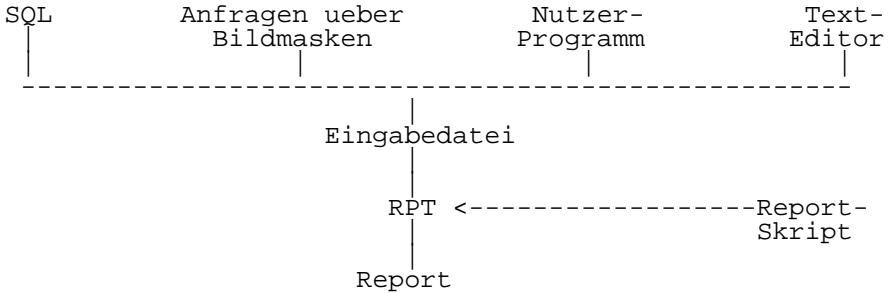 SQL Anfragen ueber Nutzer- Text-
Bildmasken Programm Editor
Eingabedatei
RPT <------------------Report-
Skript
Report